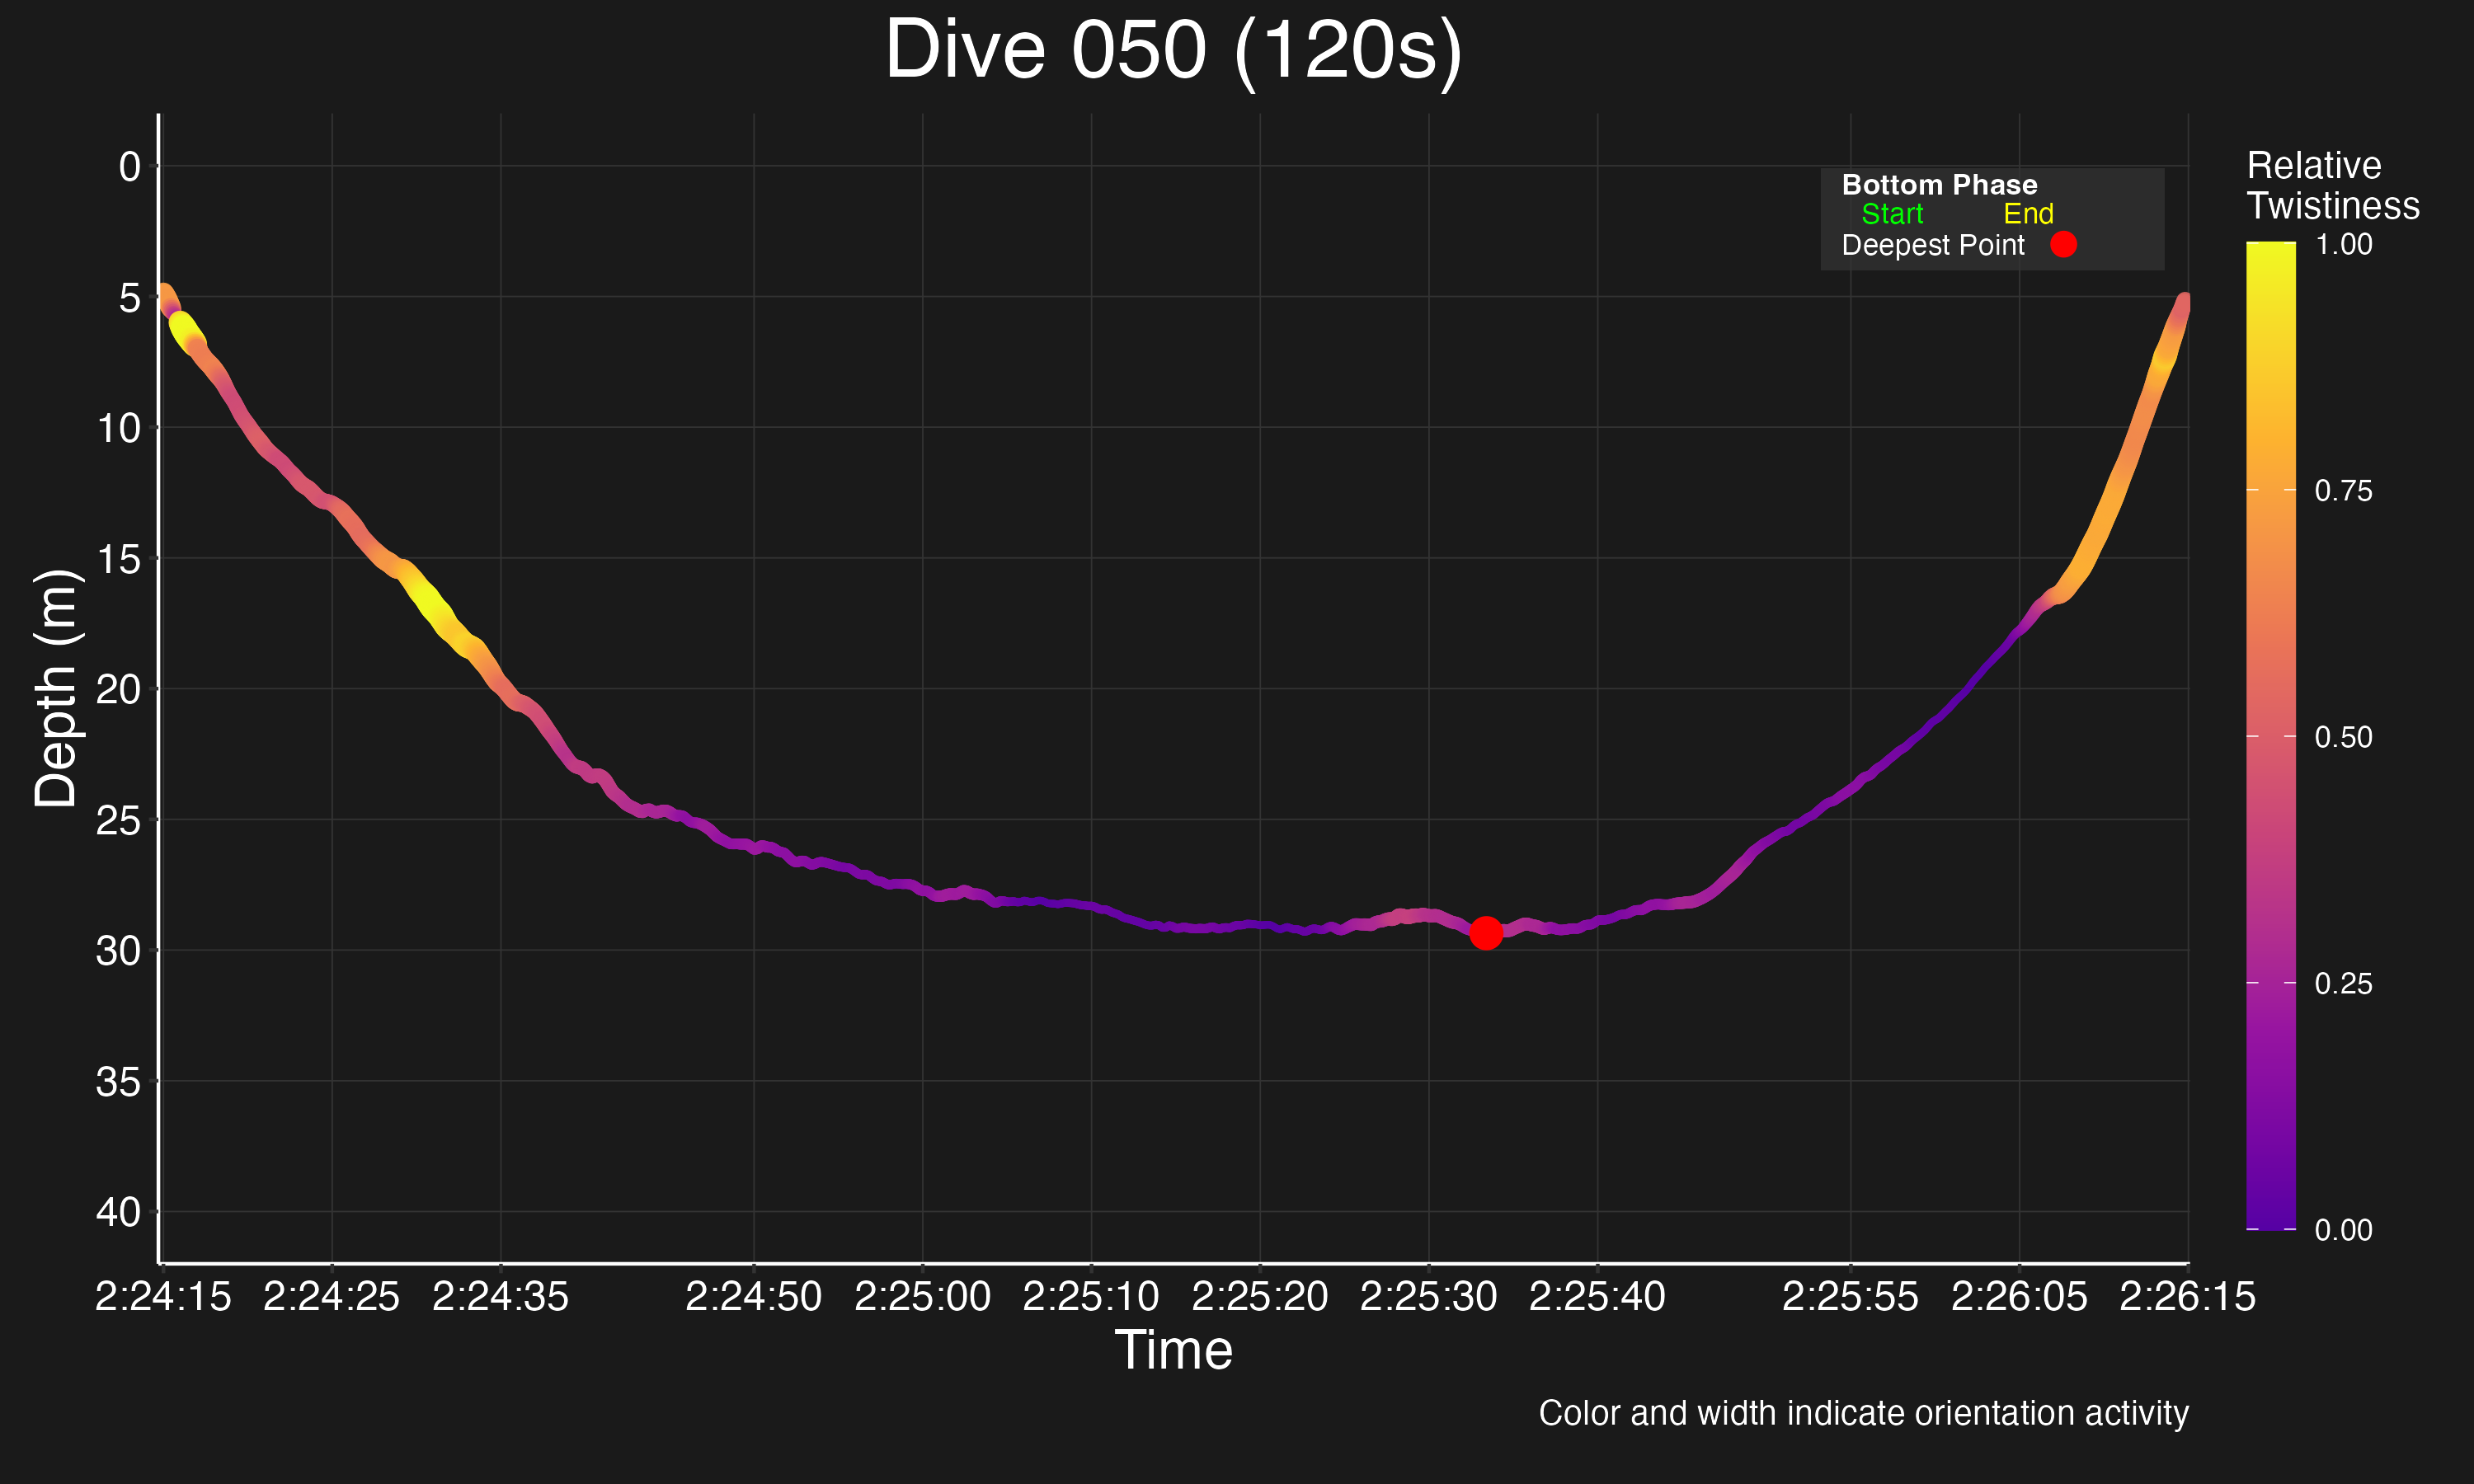 Dive 050 (120s)
Bottom Phase
Start End
Deepest Point
Relative
Twistiness
1.00
0.75
0.50
0.25
0.00
Depth (m)
0
5
10
15
20
25
30
35
40
2:24:15 2:24:25 2:24:35 2:24:50 2:25:00 2:25:10 2:25:20 2:25:30 2:25:40 2:25:55 2:26:05 2:26:15
Time
Color and width indicate orientation activity